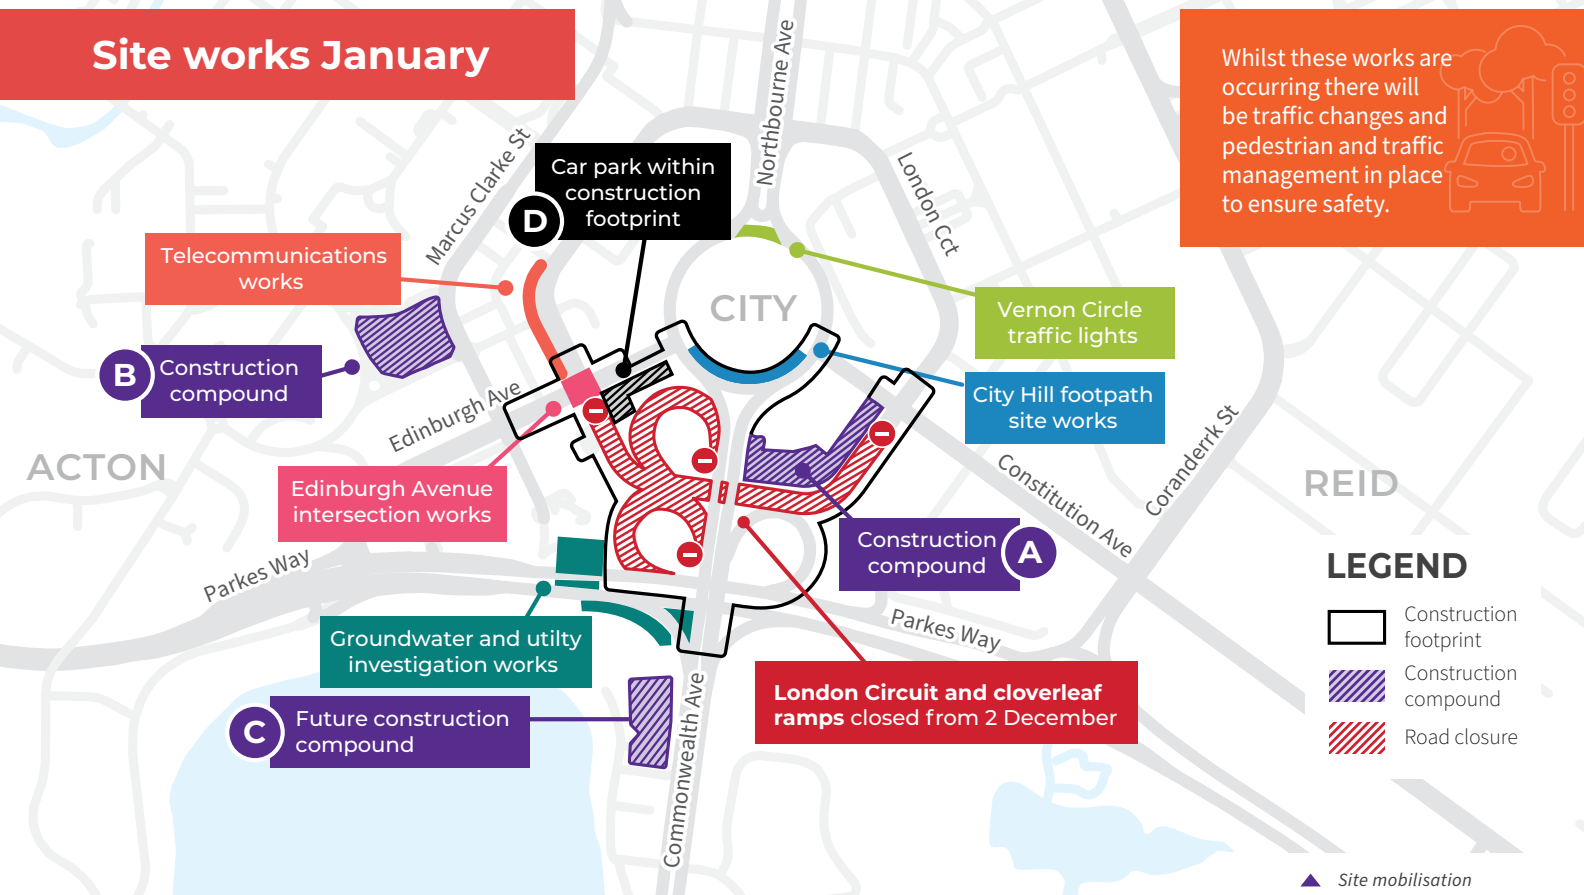 Site works January
Whilst these works are
occurring there will
be traffic changes and
pedestrian and traffic
management in place
to ensure safety.
Northbourne Ave
Marcus Clarke St
London Cct
D
Car park within
construction
footprint
Telecommunications
works
CITY
Vernon Circle
traffic lights
B
Construction
compound
City Hill footpath
site works
Edinburgh Ave
ACTON
Edinburgh Avenue
intersection works
Constitution Ave
Coranderrk St
REID
Construction
compound
A
Parkes Way
Parkes Way
Groundwater and utilty
investigation works
London Circuit and cloverleaf
ramps closed from 2 December
C
Future construction
compound
Commonwealth Ave
LEGEND
Construction
footprint
Construction
compound
Road closure
Site mobilisation